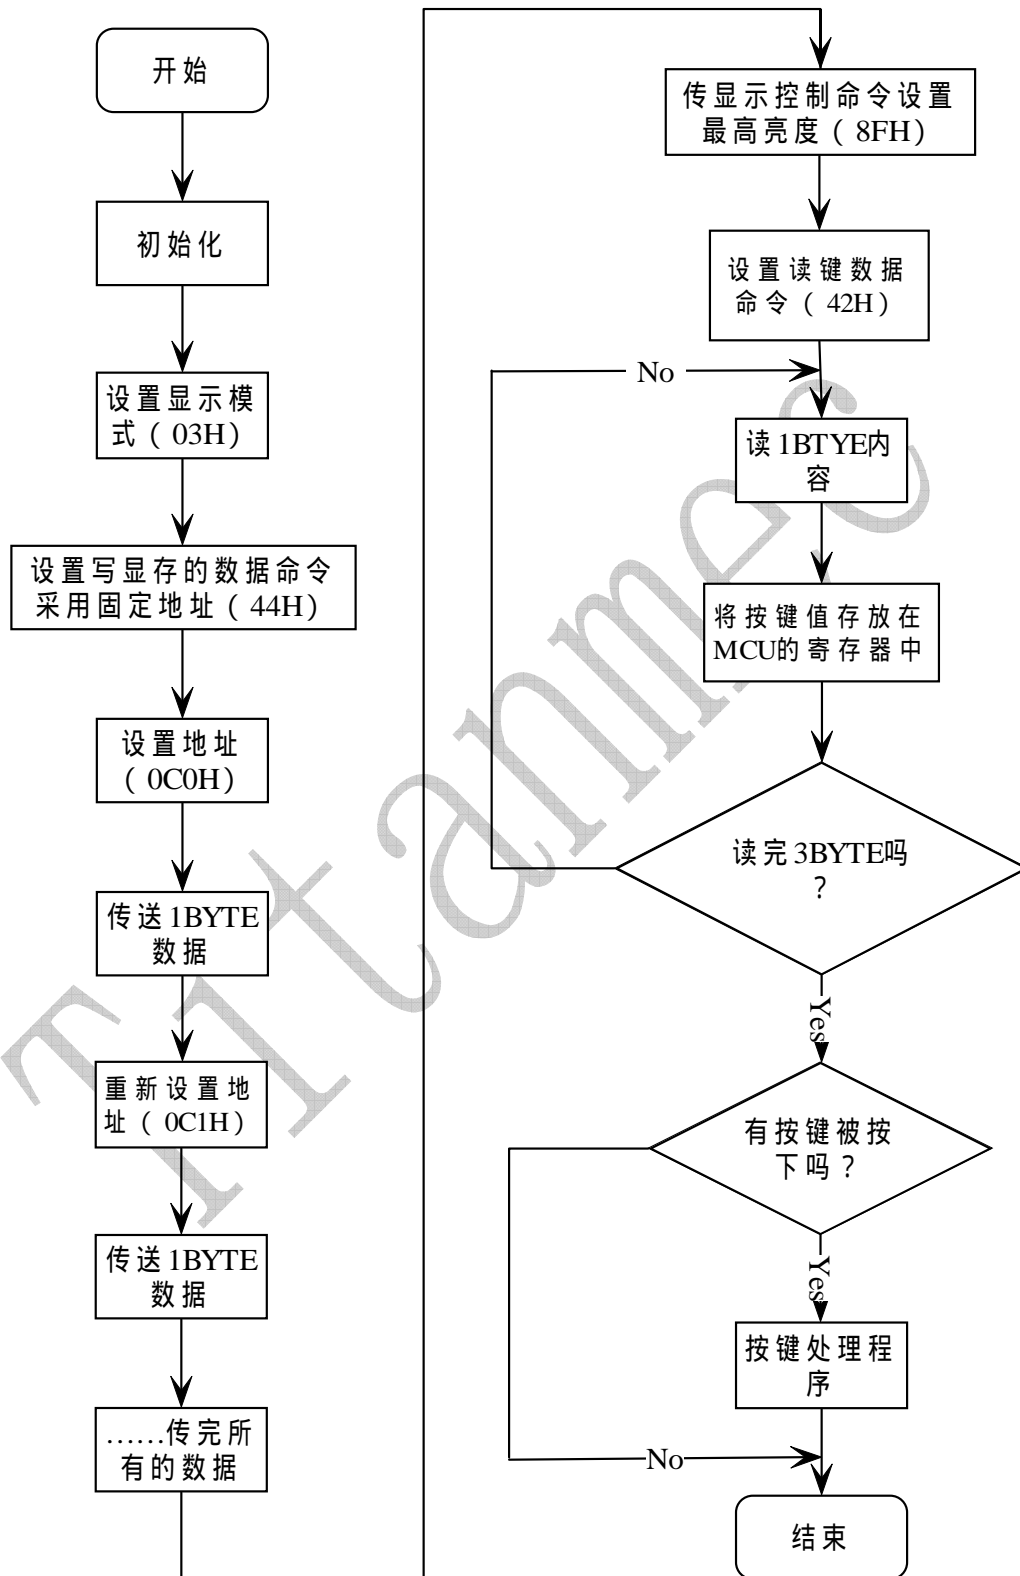 开始
初始化
设置显示模
式(03H)
设置写显存的数据命令
采用固定地址(44H)
设置地址
(0C0H)
传送1BYTE
数据
重新设置地
址(0C1H)
传送1BYTE
数据
……传完所
有的数据
传显示控制命令设置
最高亮度(8FH)
设置读键数据
命令(42H)
No
读1BTYE内
容
将按键值存放在
MCU的寄存器中
读完3BYTE吗
?
Yes
有按键被按
下吗?
Yes
按键处理程
序
No
结束
Titanmec